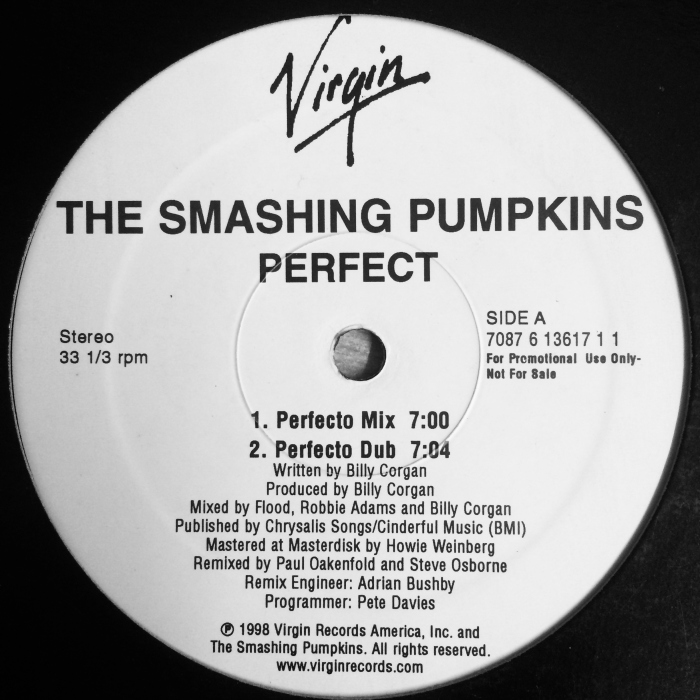 Virgin
THE SMASHING PUMPKINS
PERFECT
Stereo
33 1/3 rpm
SIDE A
7087 6 13617 1 1
For Promotional Use Only-
Not For Sale
1. Perfecto Mix 7:00
2. Perfecto Dub 7:04
Written by Billy Corgan
Produced by Billy Corgan
Mixed by Flood, Robbie Adams and Billy Corgan
Published by Chrysalis Songs/Cinderful Music (BMI)
Mastered at Masterdisk by Howie Weinberg
Remixed by Paul Oakenfold and Steve Osborne
Remix Engineer: Adrian Bushby
Programmer: Pete Davies
℗ 1998 Virgin Records America, Inc. and
The Smashing Pumpkins. All rights reserved.
www.virginrecords.com